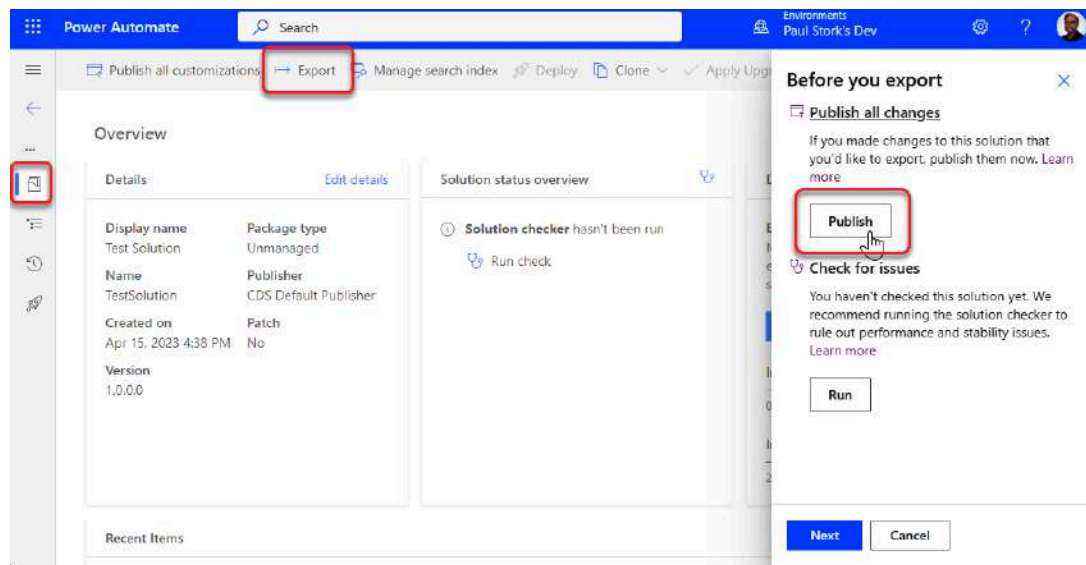 Power Automate
Search
Environments
Paul Stork's Dev
?
Publish all customizations
Export
Manage search index
Deploy
Clone
Apply Upg
Overview
Details
Edit details
Display name
Test Solution
Name
TestSolution
Created on
Apr 15, 2023 4:38 PM
Version
1.0.0.0
Package type
Unmanaged
Publisher
CDS Default Publisher
Patch
No
Solution status overview
Solution checker hasn't been run
Run check
Recent Items
Before you export
Publish all changes
If you made changes to this solution that
you'd like to export, publish them now. Learn
more
Publish
Check for issues
You haven't checked this solution yet. We
recommend running the solution checker to
rule out performance and stability issues.
Learn more
Run
Next
Cancel